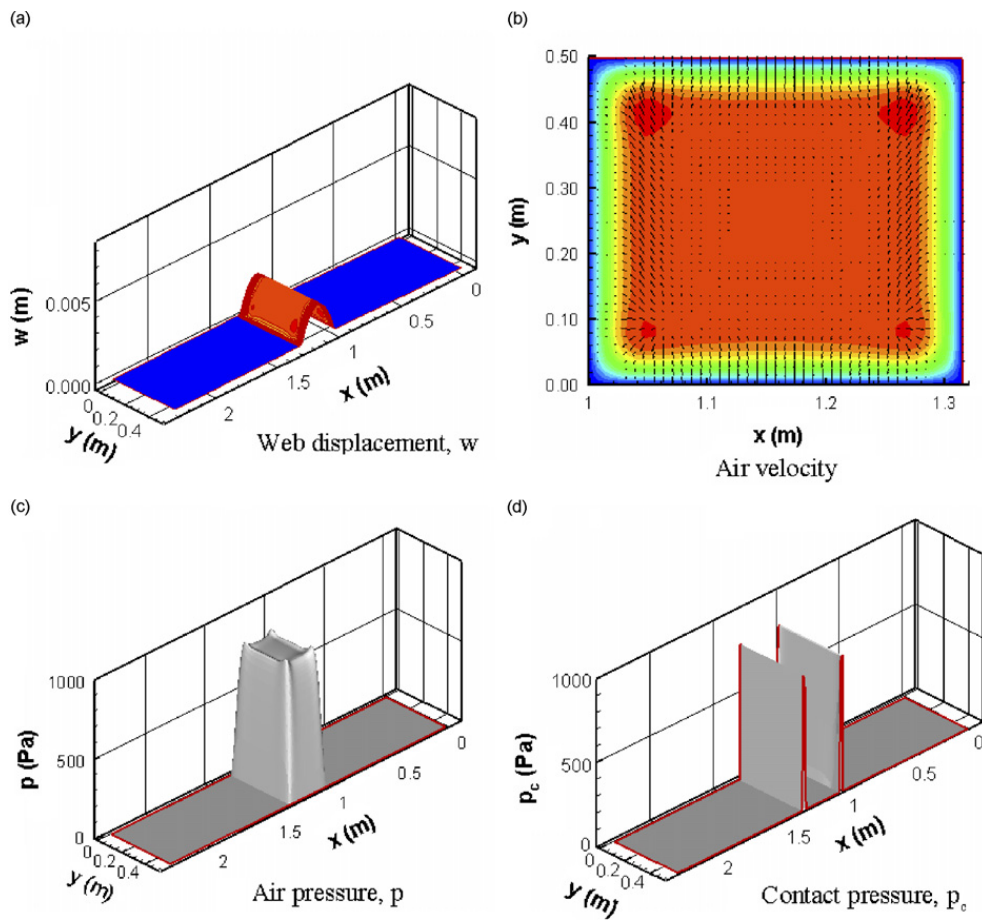 (a)
w (m)
0.005
0.000
0
0.2
0.4
y (m)
2
1.5
1
0.5
0
x (m)
Web displacement, w
(b)
y (m)
0.50
0.40
0.30
0.20
0.10
0.00
1
1.1
1.2
1.3
x (m)
Air velocity
(c)
p (Pa)
1000
500
0
0
0.2
0.4
y (m)
2
1.5
1
0.5
0
x (m)
Air pressure, p
(d)
p_c (Pa)
1000
500
0
0
0.2
0.4
y (m)
2
1.5
1
0.5
0
x (m)
Contact pressure, p_c